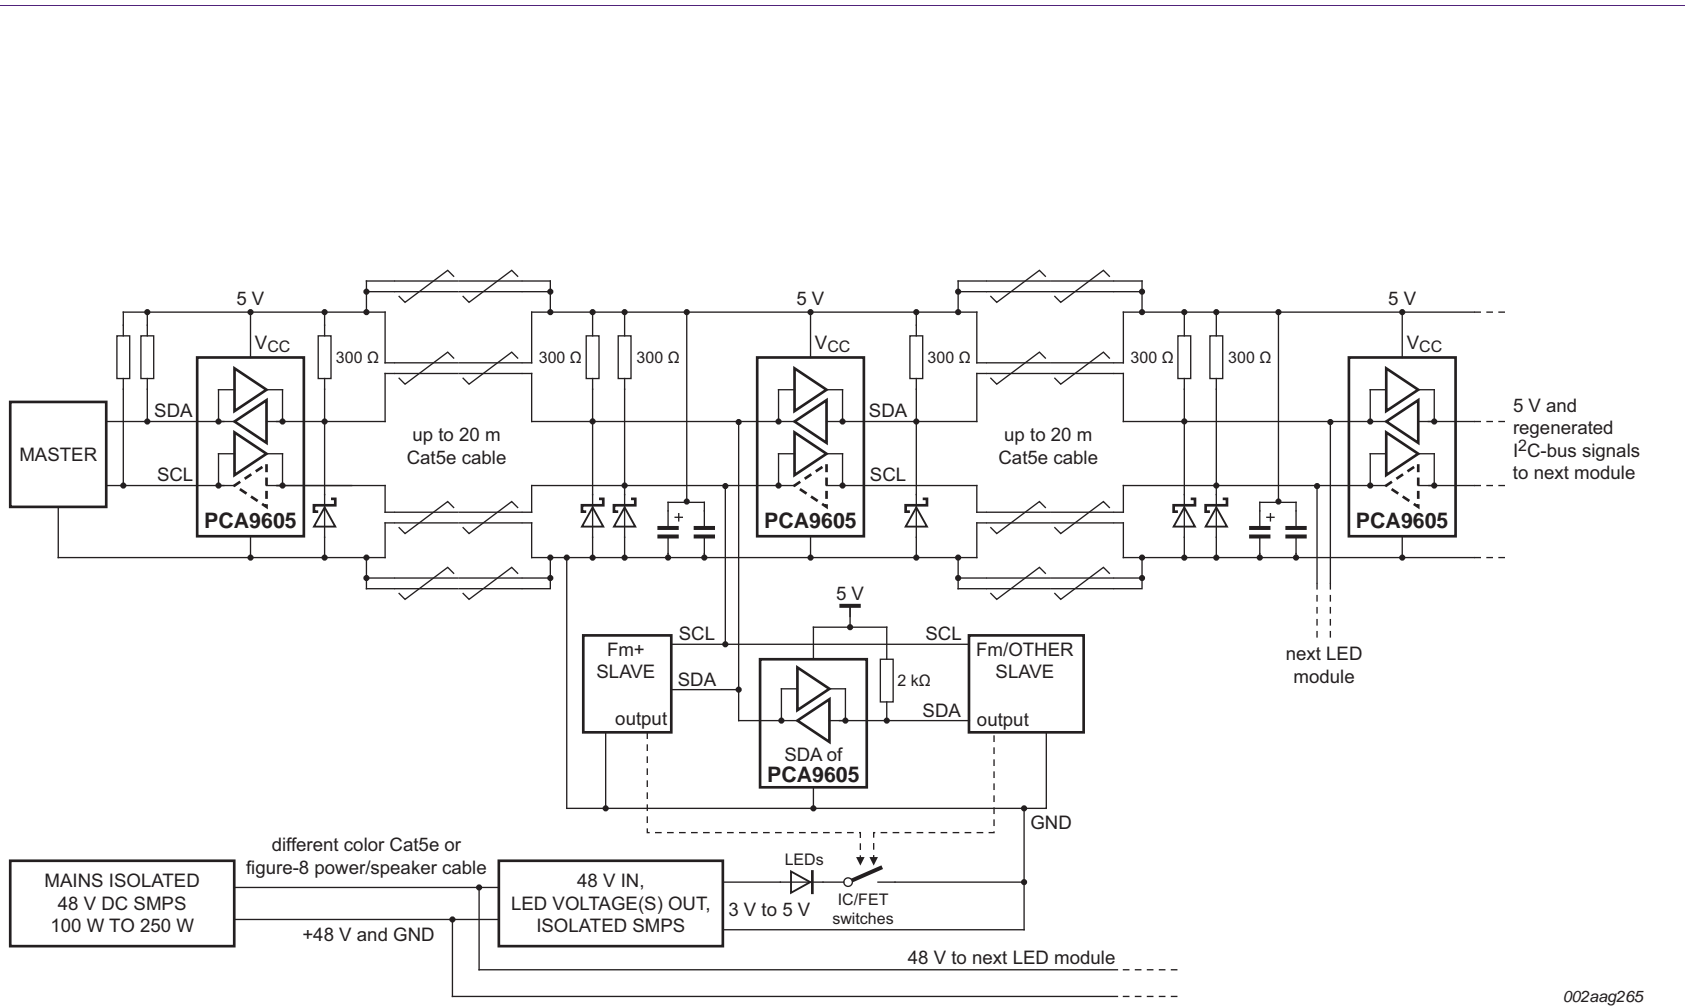 5 V
5 V
5 V
VCC
VCC
VCC
300 Ω
300 Ω
300 Ω
300 Ω
300 Ω
300 Ω
MASTER
SDA
SCL
PCA9605
up to 20 m
Cat5e cable
+
SDA
SCL
PCA9605
up to 20 m
Cat5e cable
+
PCA9605
5 V and
regenerated
I2C-bus signals
to next module
5 V
Fm+
SLAVE
output
SCL
SDA
SDA of
PCA9605
2 kΩ
SCL
SDA
Fm/OTHER
SLAVE
output
next LED
module
GND
different color Cat5e or
figure-8 power/speaker cable
MAINS ISOLATED
48 V DC SMPS
100 W TO 250 W
+48 V and GND
48 V IN,
LED VOLTAGE(S) OUT,
ISOLATED SMPS
LEDs
3 V to 5 V
IC/FET
switches
48 V to next LED module
002aag265